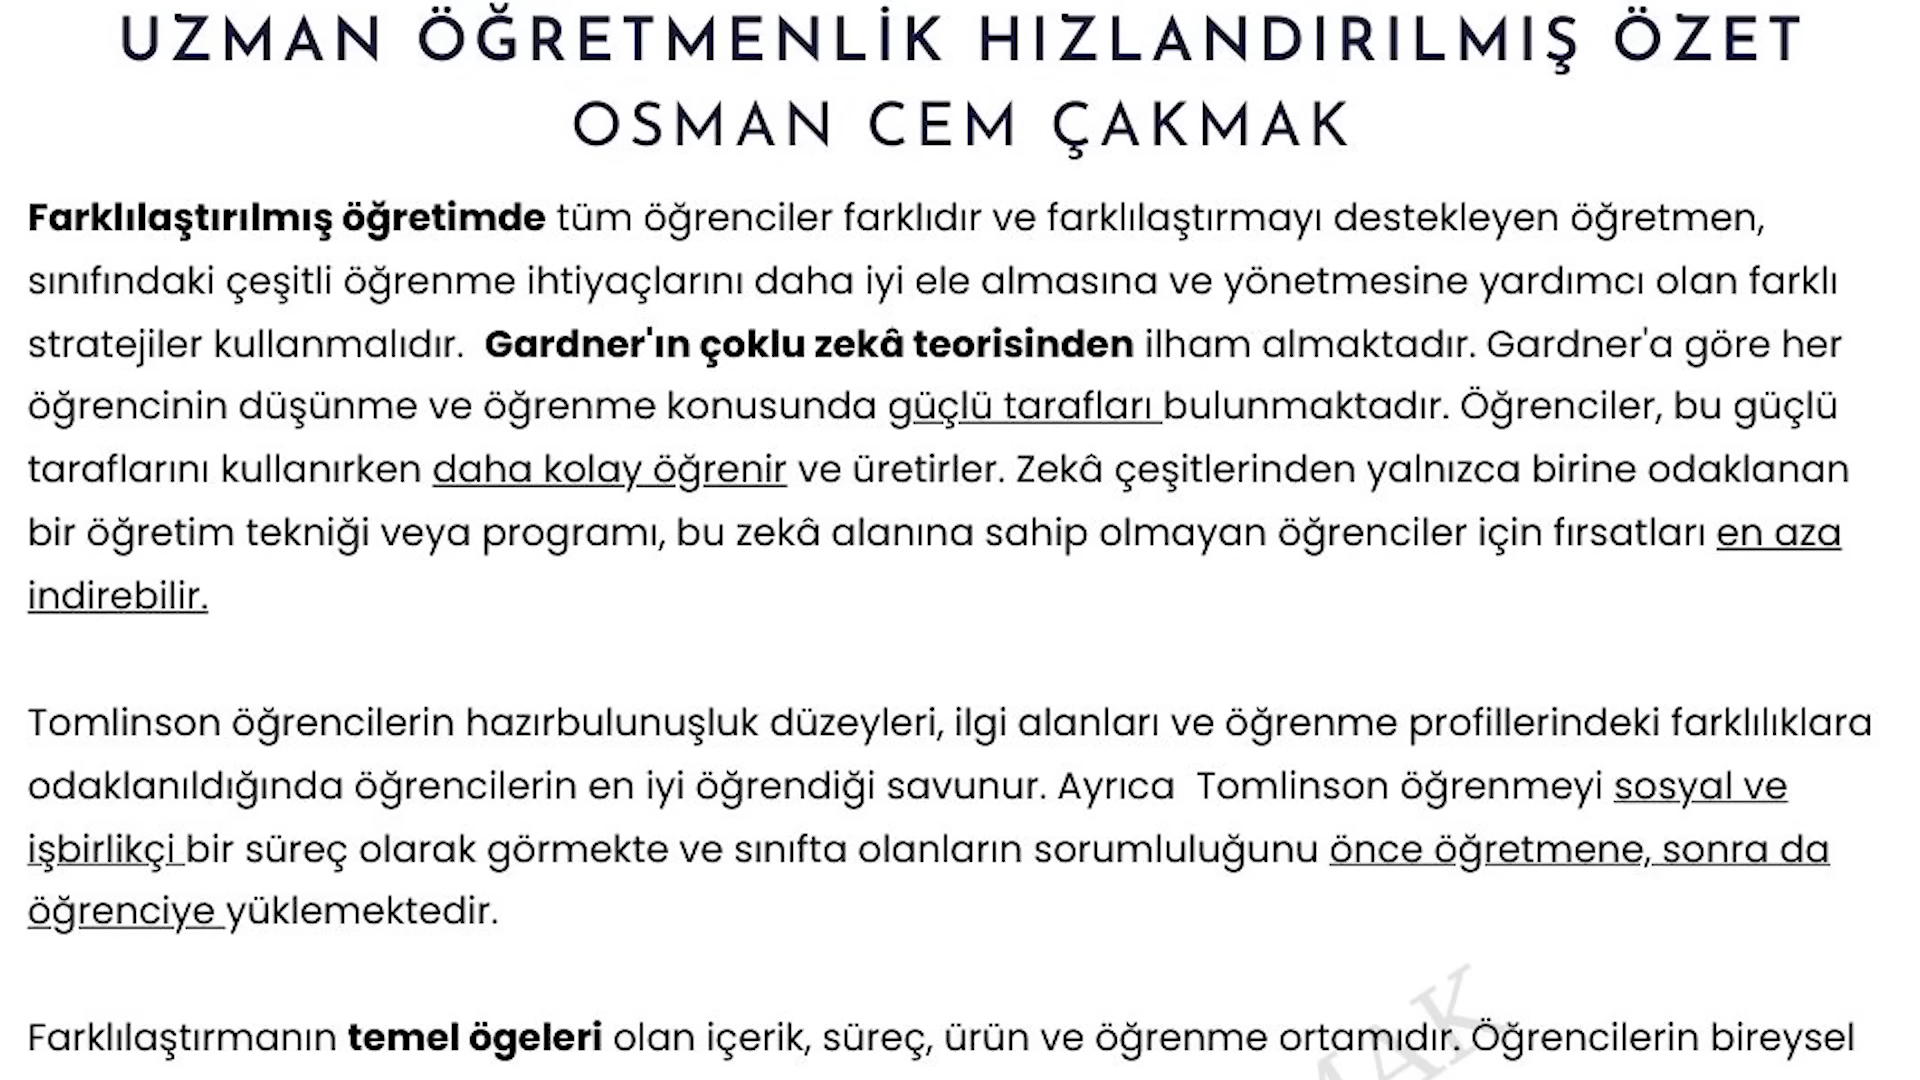 UZMAN ÖĞRETMENLİK HIZLANDIRILMIŞ ÖZET
OSMAN CEM ÇAKMAK
Farklılaştırılmış öğretimde tüm öğrenciler farklıdır ve farklılaştırmayı destekleyen öğretmen,
sınıfındaki çeşitli öğrenme ihtiyaçlarını daha iyi ele almasına ve yönetmesine yardımcı olan farklı
stratejiler kullanmalıdır. Gardner'ın çoklu zekâ teorisinden ilham almaktadır. Gardner'a göre her
öğrencinin düşünme ve öğrenme konusunda güçlü tarafları bulunmaktadır. Öğrenciler, bu güçlü
taraflarını kullanırken daha kolay öğrenir ve üretirler. Zekâ çeşitlerinden yalnızca birine odaklanan
bir öğretim tekniği veya programı, bu zekâ alanına sahip olmayan öğrenciler için fırsatları en aza
indirebilir.
Tomlinson öğrencilerin hazırbulunuşluk düzeyleri, ilgi alanları ve öğrenme profillerindeki farklılıklara
odaklanıldığında öğrencilerin en iyi öğrendiği savunur. Ayrıca Tomlinson öğrenmeyi sosyal ve
işbirlikçi bir süreç olarak görmekte ve sınıfta olanların sorumluluğunu önce öğretmene, sonra da
öğrenciye yüklemektedir.
Farklılaştırmanın temel ögeleri olan içerik, süreç, ürün ve öğrenme ortamıdır. Öğrencilerin bireysel